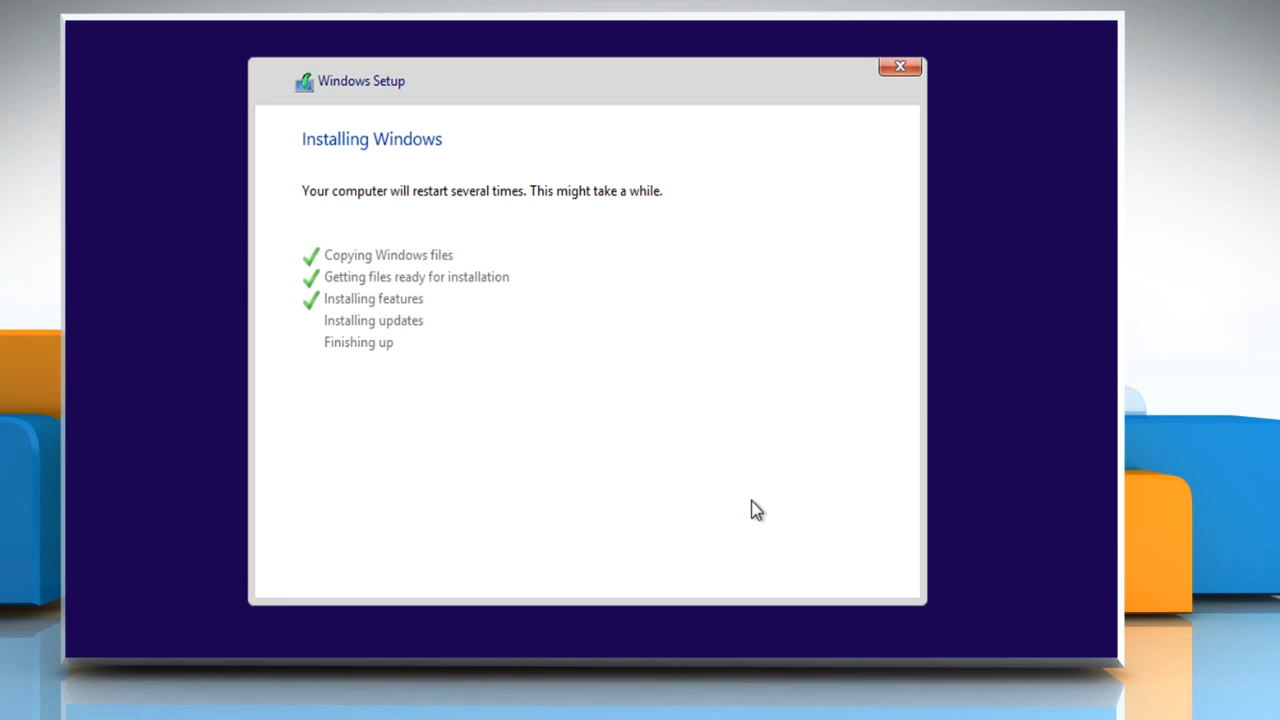 Windows Setup
Installing Windows
Your computer will restart several times. This might take a while.
Copying Windows files
Getting files ready for installation
Installing features
Installing updates
Finishing up